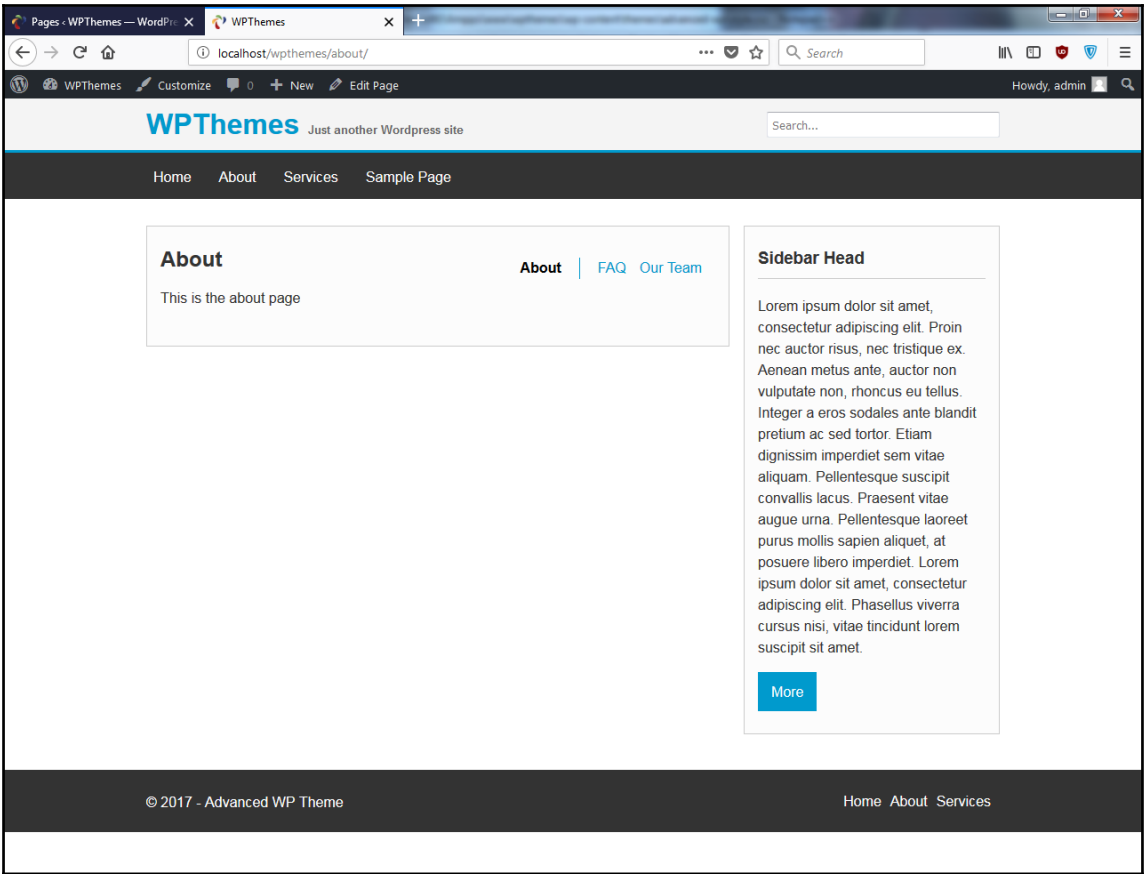 Pages ‹ WPThemes — WordPre
WPThemes
localhost/wpthemes/about/
Search
WPThemes
Customize
0
New
Edit Page
Howdy, admin
WPThemes Just another Wordpress site
Search...
Home About Services Sample Page
About
About FAQ Our Team
This is the about page
Sidebar Head
Lorem ipsum dolor sit amet,
consectetur adipiscing elit. Proin
nec auctor risus, nec tristique ex.
Aenean metus ante, auctor non
vulputate non, rhoncus eu tellus.
Integer a eros sodales ante blandit
pretium ac sed tortor. Etiam
dignissim imperdiet sem vitae
aliquam. Pellentesque suscipit
convallis lacus. Praesent vitae
augue urna. Pellentesque laoreet
purus mollis sapien aliquet, at
posuere libero imperdiet. Lorem
ipsum dolor sit amet, consectetur
adipiscing elit. Phasellus viverra
cursus nisi, vitae tincidunt lorem
suscipit sit amet.
More
© 2017 - Advanced WP Theme
Home About Services